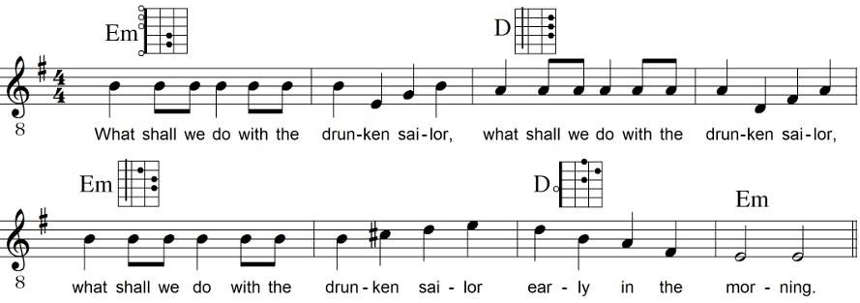 Em D
4
4
8
What shall we do with the drun-ken sai-lor, what shall we do with the drun-ken sai-lor,
Em D Em
8
what shall we do with the drun-ken sai-lor ear-ly in the mor-ning.